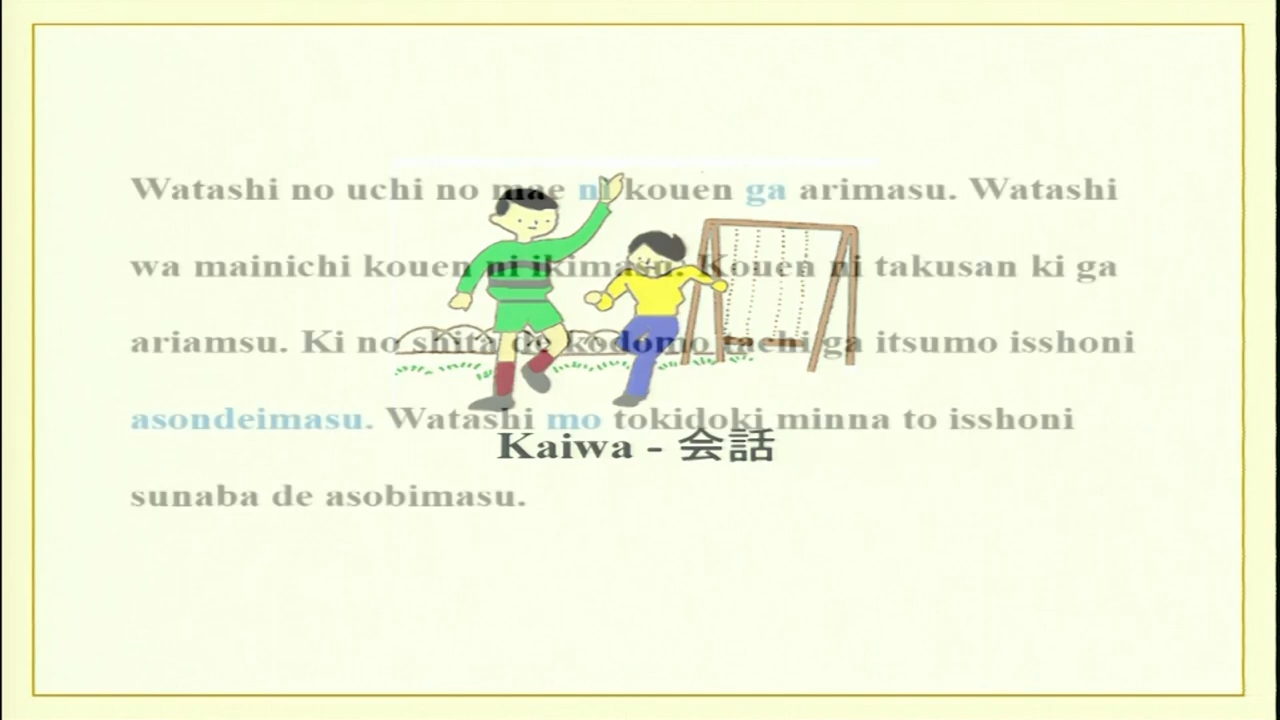 Watashi no uchi no mae ni kouen ga arimasu. Watashi
wa mainichi kouen ni ikimasu. Kouen ni takusan ki ga
ariamsu. Ki no shita de kodomo tachi ga itsumo isshoni
asondeimasu. Watashi mo tokidoki minna to isshoni
Kaiwa - 会話
sunaba de asobimasu.